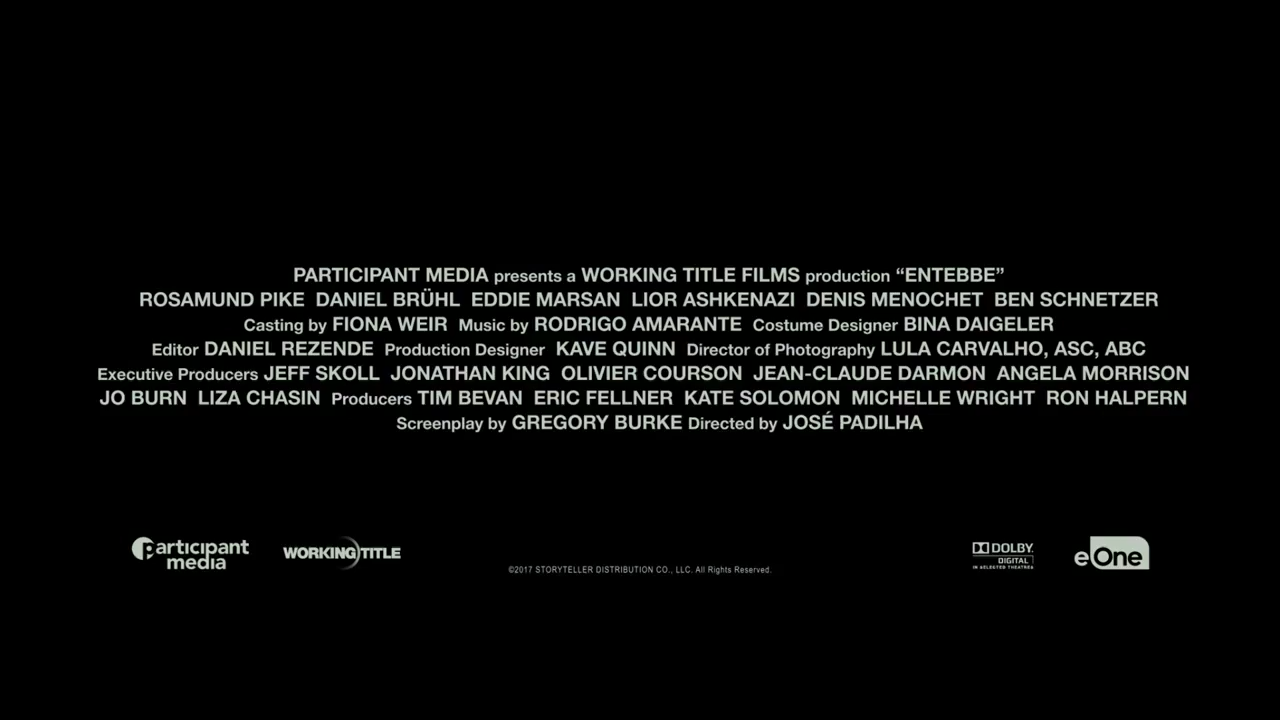 PARTICIPANT MEDIA presents a WORKING TITLE FILMS production “ENTEBBE”
ROSAMUND PIKE DANIEL BRÜHL EDDIE MARSAN LIOR ASHKENAZI DENIS MENOCHET BEN SCHNETZER
Casting by FIONA WEIR Music by RODRIGO AMARANTE Costume Designer BINA DAIGELER
Editor DANIEL REZENDE Production Designer KAVE QUINN Director of Photography LULA CARVALHO, ASC, ABC
Executive Producers JEFF SKOLL JONATHAN KING OLIVIER COURSON JEAN-CLAUDE DARMON ANGELA MORRISON
JO BURN LIZA CHASIN Producers TIM BEVAN ERIC FELLNER KATE SOLOMON MICHELLE WRIGHT RON HALPERN
Screenplay by GREGORY BURKE Directed by JOSÉ PADILHA
participant
media
WORKING TITLE
©2017 STORYTELLER DISTRIBUTION CO., LLC. All Rights Reserved.
DOLBY
DIGITAL
IN SELECTED THEATRES
eOne